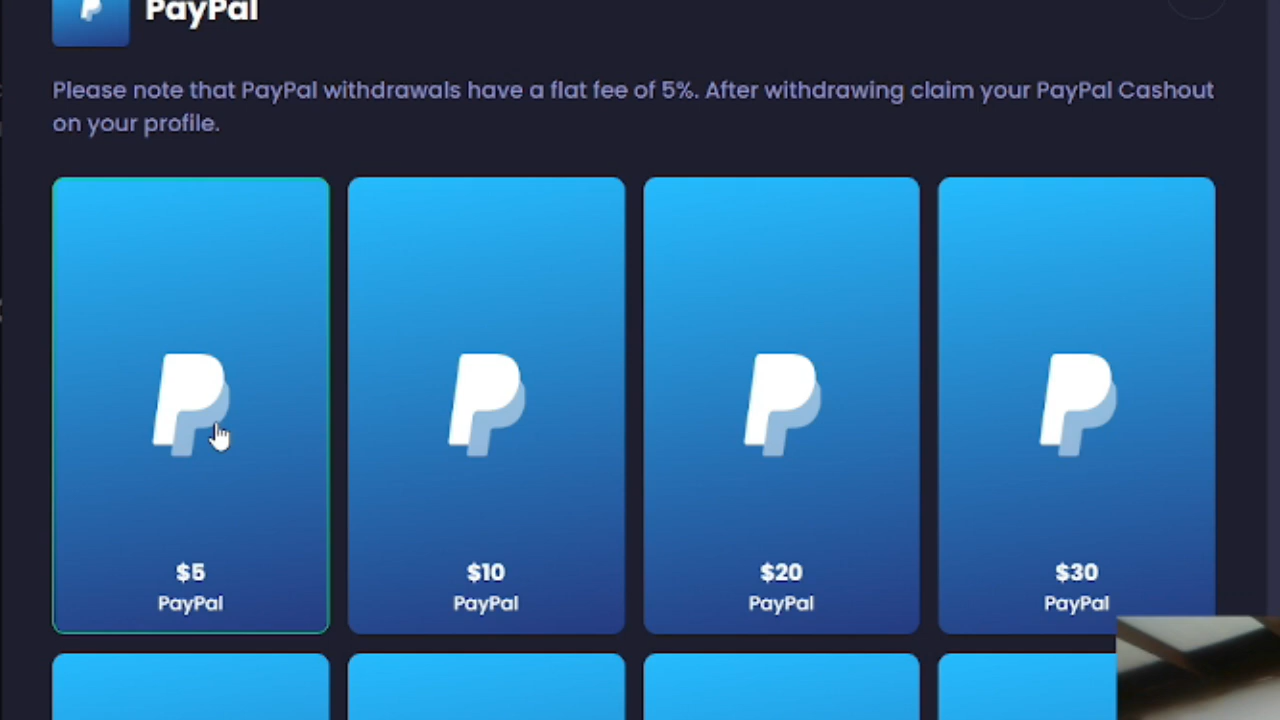 PayPal
Please note that PayPal withdrawals have a flat fee of 5%. After withdrawing claim your PayPal Cashout
on your profile.
$5
PayPal
$10
PayPal
$20
PayPal
$30
PayPal